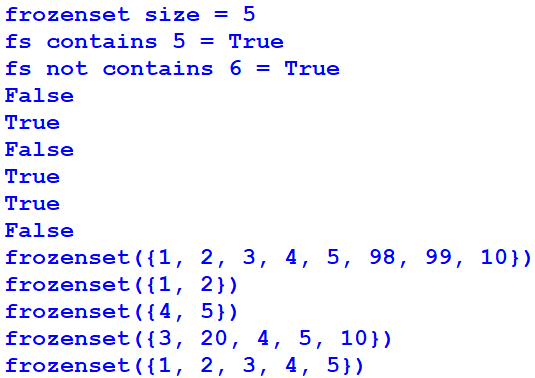 frozenset size = 5
fs contains 5 = True
fs not contains 6 = True
False
True
False
True
True
False
frozenset({1, 2, 3, 4, 5, 98, 99, 10})
frozenset({1, 2})
frozenset({4, 5})
frozenset({3, 20, 4, 5, 10})
frozenset({1, 2, 3, 4, 5})